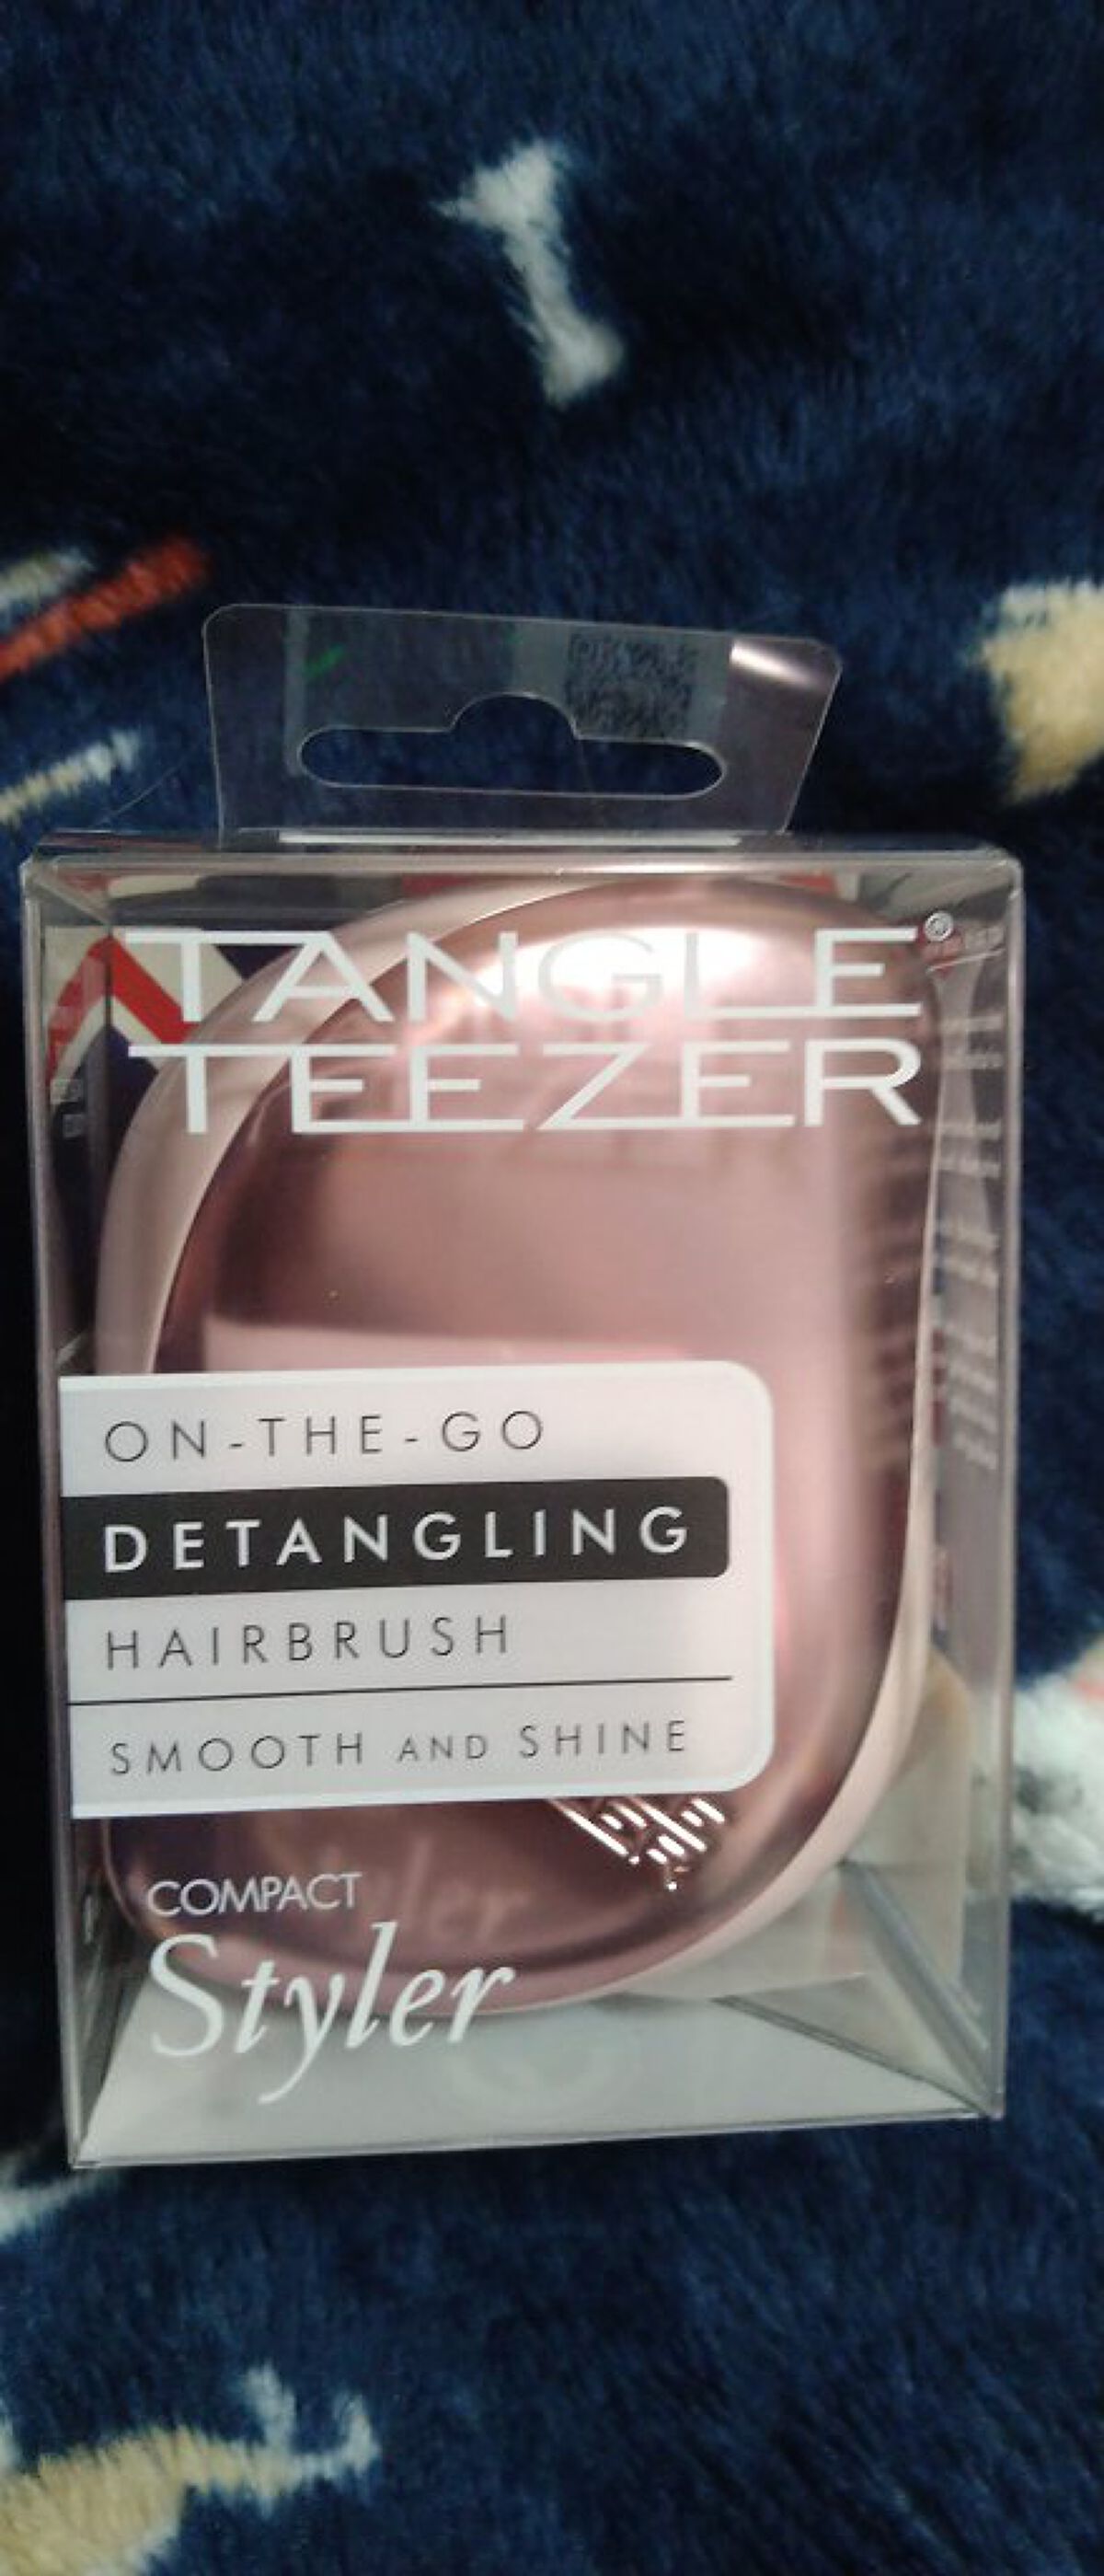 TANGLE®
TEEZER
ON-THE-GO
DETANGLING
HAIRBRUSH
SMOOTH AND SHINE
COMPACT
Styler